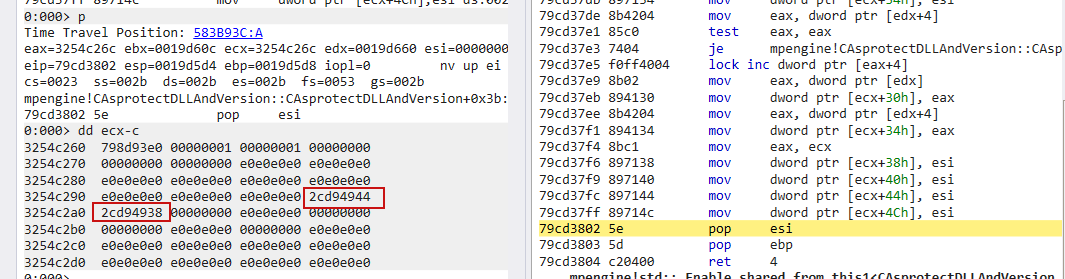 79cd37ff 89714c mov dword ptr [ecx+4Ch],esi
0:000> p
Time Travel Position: 583B93C:A
eax=3254c26c ebx=0019d60c ecx=3254c26c edx=0019d660 esi=0000000
eip=79cd3802 esp=0019d5d4 ebp=0019d5d8 iopl=0 nv up ei
cs=0023 ss=002b ds=002b es=002b fs=0053 gs=002b
mpengine!CAsprotectDLLAndVersion::CAsprotectDLLAndVersion+0x3b:
79cd3802 5e pop esi
0:000> dd ecx-c
3254c260 798d93e0 00000001 00000001 00000000
3254c270 00000000 00000000 e0e0e0e0 e0e0e0e0
3254c280 e0e0e0e0 e0e0e0e0 e0e0e0e0 e0e0e0e0
3254c290 e0e0e0e0 e0e0e0e0 e0e0e0e0 2cd94944
3254c2a0 2cd94938 00000000 e0e0e0e0 00000000
3254c2b0 00000000 00000000 e0e0e0e0 00000000
3254c2c0 e0e0e0e0 e0e0e0e0 e0e0e0e0 e0e0e0e0
3254c2d0 e0e0e0e0 e0e0e0e0 e0e0e0e0 e0e0e0e0
0:000>
79cd37de 8b4204 mov eax, dword ptr [edx+4]
79cd37e1 85c0 test eax, eax
79cd37e3 7404 je mpengine!CAsprotectDLLAndVersion::CAsp
79cd37e5 f0ff4004 lock inc dword ptr [eax+4]
79cd37e9 8b02 mov eax, dword ptr [edx]
79cd37eb 894130 mov dword ptr [ecx+30h], eax
79cd37ee 8b4204 mov eax, dword ptr [edx+4]
79cd37f1 894134 mov dword ptr [ecx+34h], eax
79cd37f4 8bc1 mov eax, ecx
79cd37f6 897138 mov dword ptr [ecx+38h], esi
79cd37f9 897140 mov dword ptr [ecx+40h], esi
79cd37fc 897144 mov dword ptr [ecx+44h], esi
79cd37ff 89714c mov dword ptr [ecx+4Ch], esi
79cd3802 5e pop esi
79cd3803 5d pop ebp
79cd3804 c20400 ret 4
mpengine!std::_Enable_shared_from_this1<CAsprotectDLLAndVersion